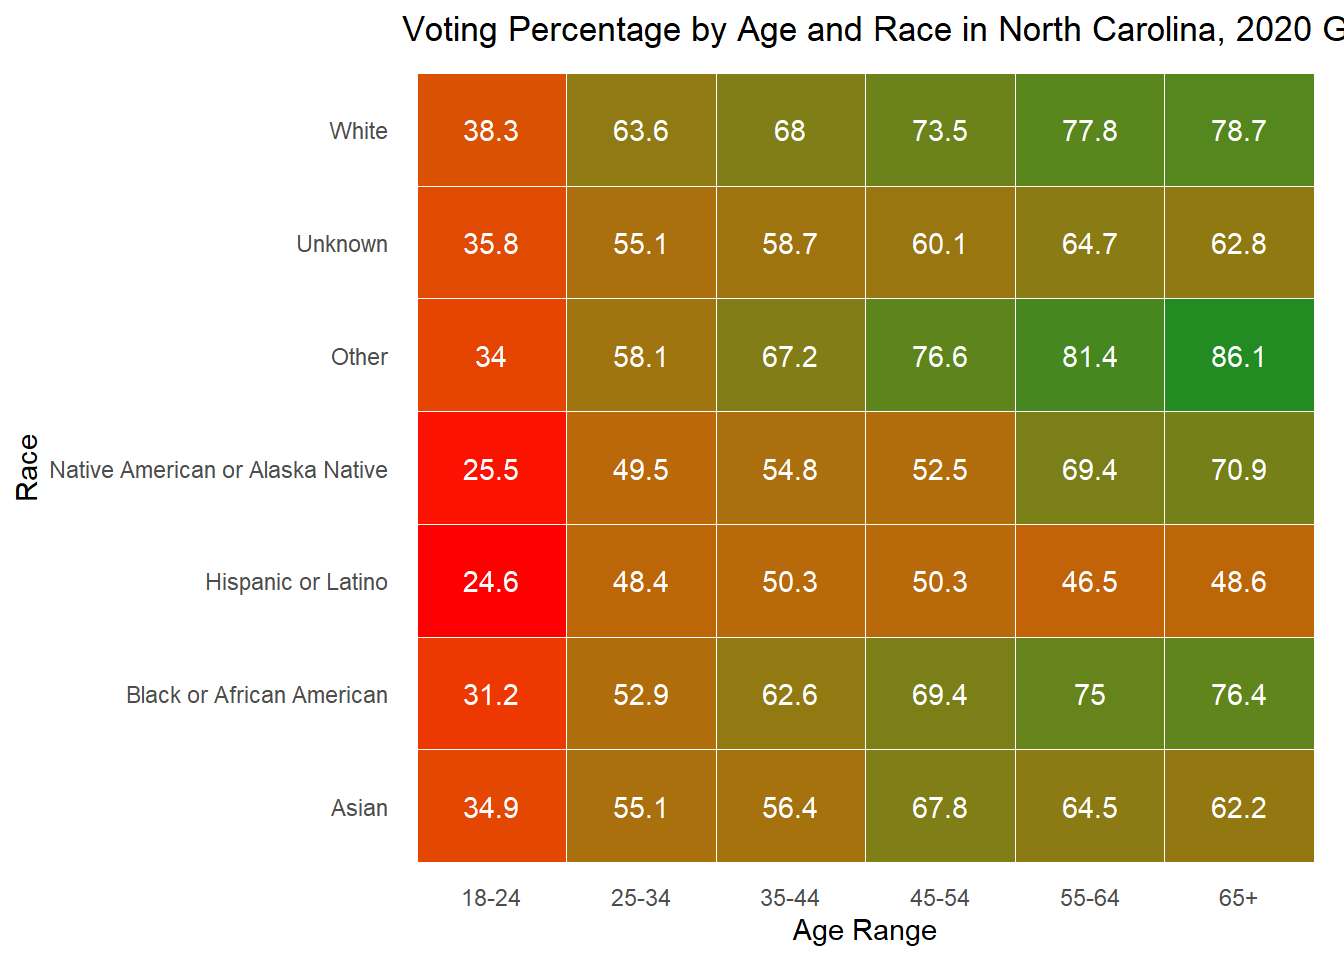 Voting Percentage by Age and Race in North Carolina, 2020 G
White 38.3 63.6 68 73.5 77.8 78.7
Unknown 35.8 55.1 58.7 60.1 64.7 62.8
Other 34 58.1 67.2 76.6 81.4 86.1
Race
Native American or Alaska Native 25.5 49.5 54.8 52.5 69.4 70.9
Hispanic or Latino 24.6 48.4 50.3 50.3 46.5 48.6
Black or African American 31.2 52.9 62.6 69.4 75 76.4
Asian 34.9 55.1 56.4 67.8 64.5 62.2
18-24 25-34 35-44 45-54 55-64 65+
Age Range